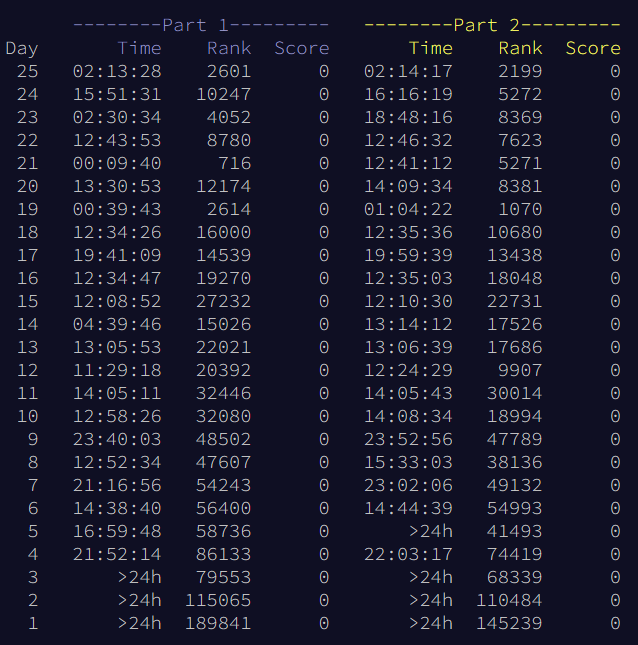 --------Part 1--------- --------Part 2---------
Day Time Rank Score Time Rank Score
25 02:13:28 2601 0 02:14:17 2199 0
24 15:51:31 10247 0 16:16:19 5272 0
23 02:30:34 4052 0 18:48:16 8369 0
22 12:43:53 8780 0 12:46:32 7623 0
21 00:09:40 716 0 12:41:12 5271 0
20 13:30:53 12174 0 14:09:34 8381 0
19 00:39:43 2614 0 01:04:22 1070 0
18 12:34:26 16000 0 12:35:36 10680 0
17 19:41:09 14539 0 19:59:39 13438 0
16 12:34:47 19270 0 12:35:03 18048 0
15 12:08:52 27232 0 12:10:30 22731 0
14 04:39:46 15026 0 13:14:12 17526 0
13 13:05:53 22021 0 13:06:39 17686 0
12 11:29:18 20392 0 12:24:29 9907 0
11 14:05:11 32446 0 14:05:43 30014 0
10 12:58:26 32080 0 14:08:34 18994 0
9 23:40:03 48502 0 23:52:56 47789 0
8 12:52:34 47607 0 15:33:03 38136 0
7 21:16:56 54243 0 23:02:06 49132 0
6 14:38:40 56400 0 14:44:39 54993 0
5 16:59:48 58736 0 >24h 41493 0
4 21:52:14 86133 0 22:03:17 74419 0
3 >24h 79553 0 >24h 68339 0
2 >24h 115065 0 >24h 110484 0
1 >24h 189841 0 >24h 145239 0